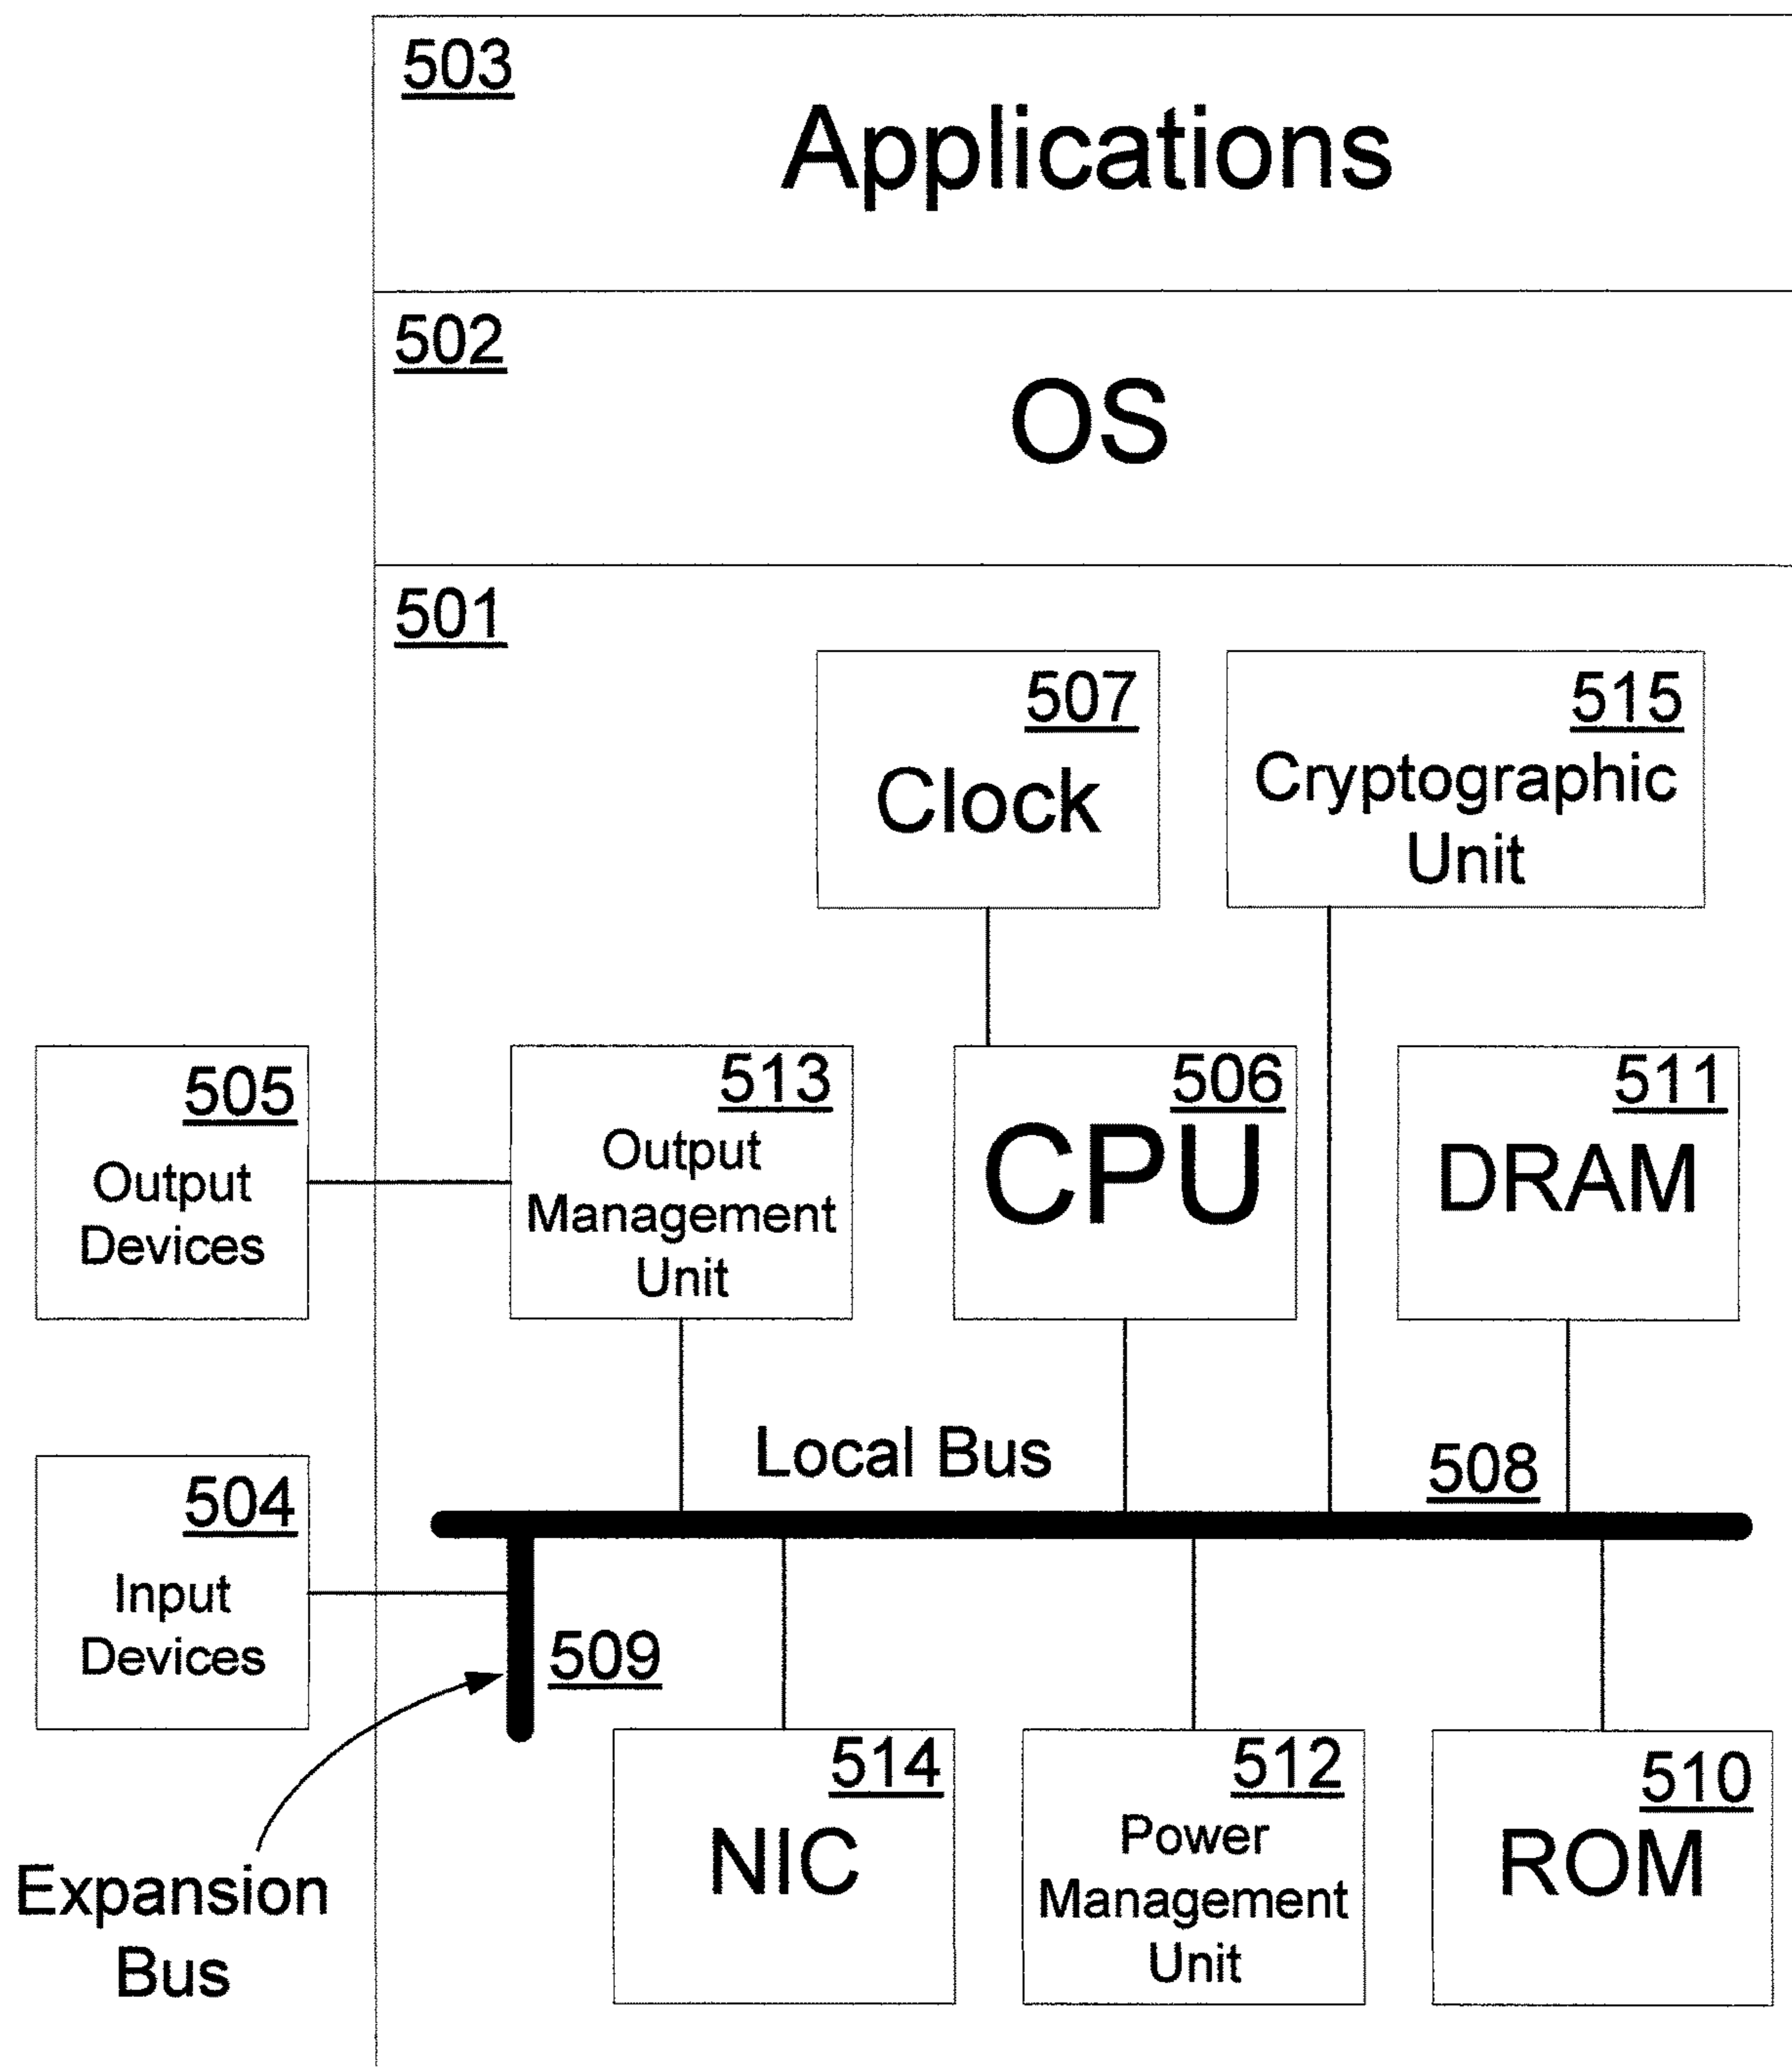 503
Applications
502
OS
501
507
Clock
515
Cryptographic
Unit
505
Output
Devices
513
Output
Management
Unit
506
CPU
511
DRAM
Local Bus
508
504
Input
Devices
509
Expansion
Bus
514
NIC
512
Power
Management
Unit
510
ROM